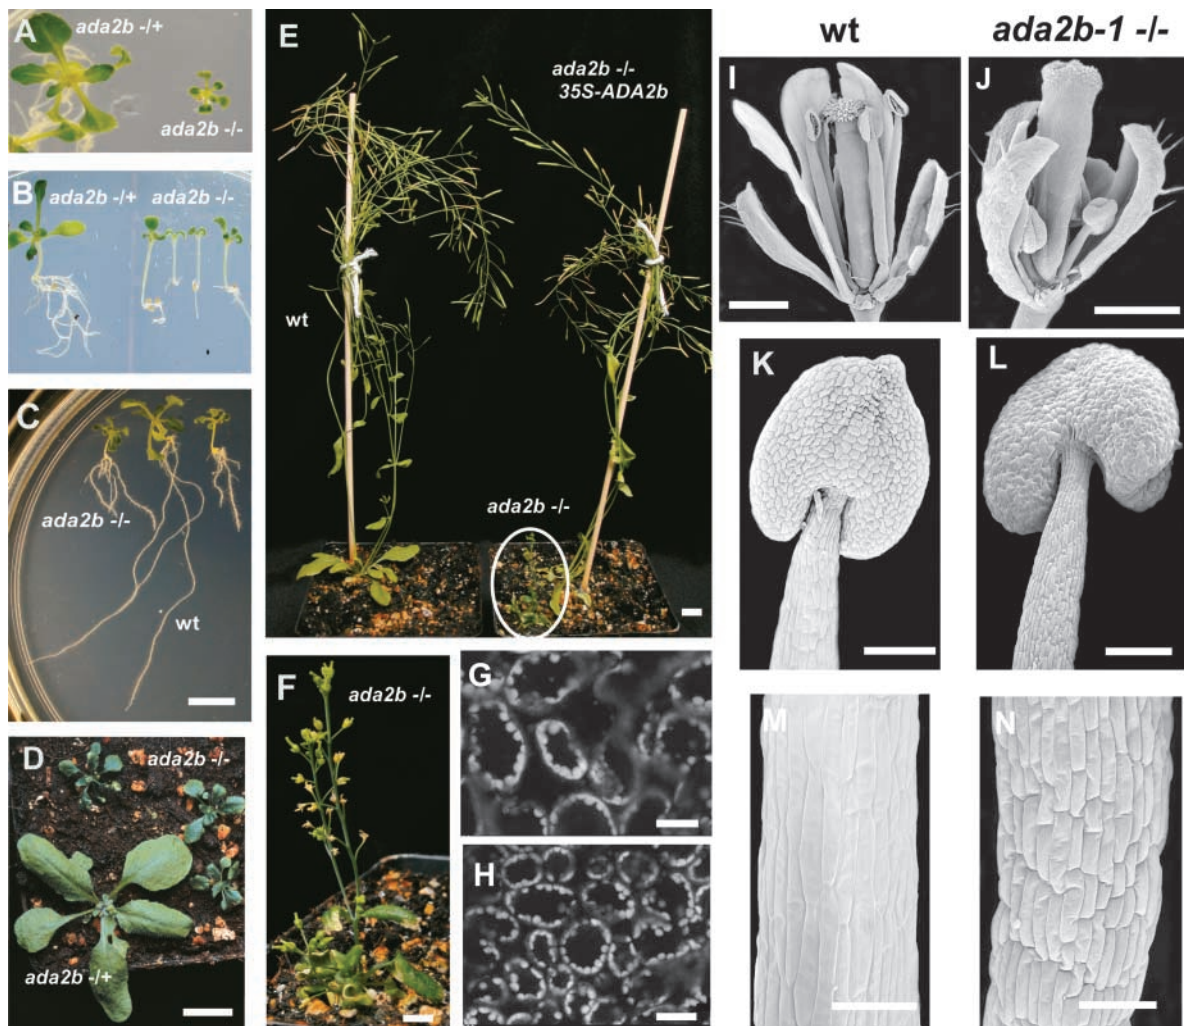 wt
ada2b-1 -/-
A
ada2b -/+
ada2b -/-
B
ada2b -/+
ada2b -/-
C
ada2b -/-
wt
D
ada2b -/-
ada2b -/+
E
ada2b -/-
35S-ADA2b
wt
ada2b -/-
F
ada2b -/-
G
H
I
J
K
L
M
N